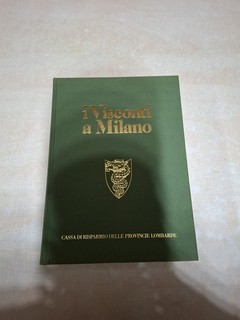 i Visconti
a Milano
CASSA DI RISPARMIO DELLE PROVINCIE LOMBARDE